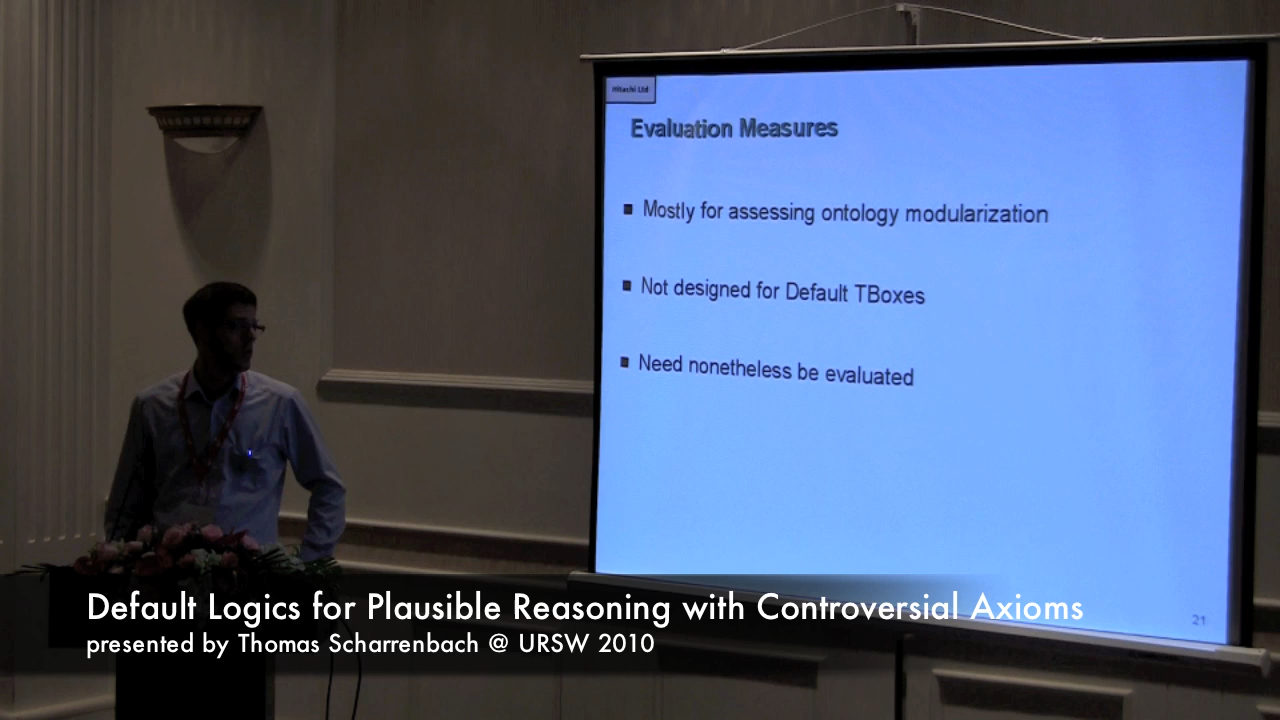 Hitachi Ltd
Evaluation Measures
Mostly for assessing ontology modularization
Not designed for Default TBoxes
Need nonetheless be evaluated
21
Default Logics for Plausible Reasoning with Controversial Axioms
presented by Thomas Scharrenbach @ URSW 2010